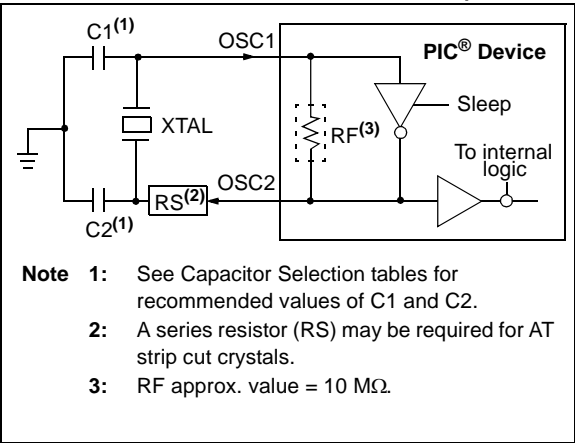 C1(1)
OSC1
PIC® Device
Sleep
XTAL
RF(3)
To internal
logic
OSC2
RS(2)
C2(1)
Note 1: See Capacitor Selection tables for
recommended values of C1 and C2.
2: A series resistor (RS) may be required for AT
strip cut crystals.
3: RF approx. value = 10 MΩ.